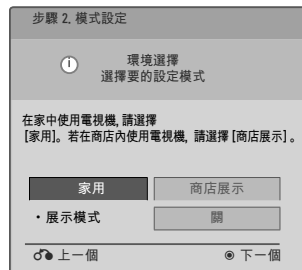 步驟 2. 模式設定
環境選擇
選擇要的設定模式
在家中使用電視機, 請選擇
[家用]。若在商店內使用電視機, 請選擇 [商店展示] 。
家用 商店展示
・展示模式 關
上一個 ◉ 下一個